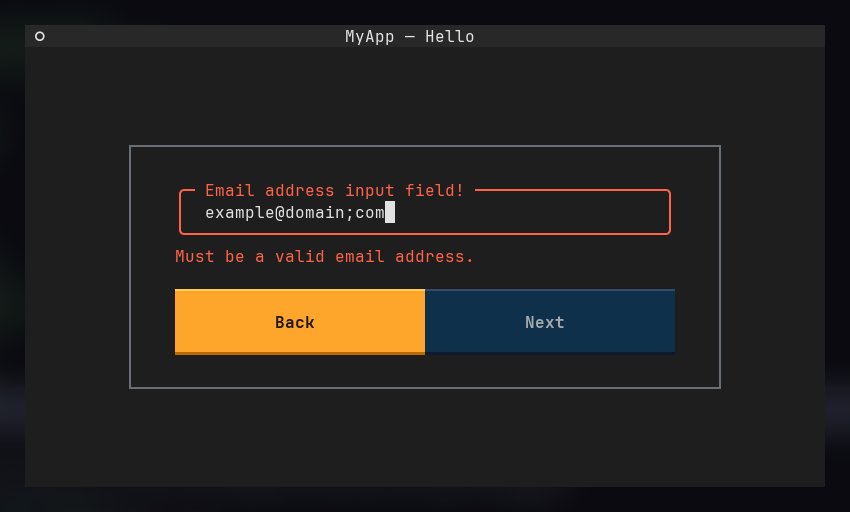 MyApp — Hello
Email address input field!
example@domain;com
Must be a valid email address.
Back Next